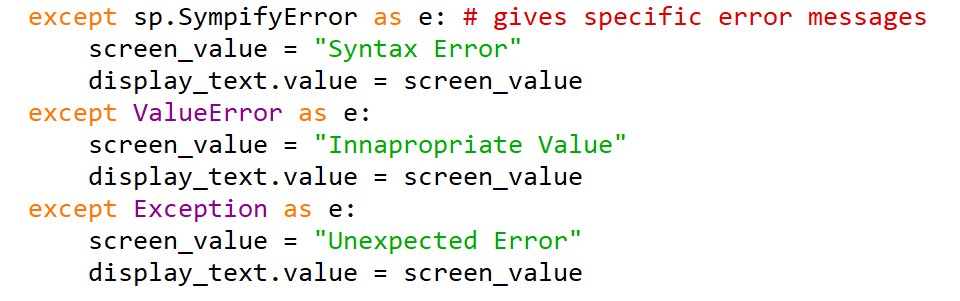 except sp.SympifyError as e: # gives specific error messages
    screen_value = "Syntax Error"
    display_text.value = screen_value
except ValueError as e:
    screen_value = "Innapropriate Value"
    display_text.value = screen_value
except Exception as e:
    screen_value = "Unexpected Error"
    display_text.value = screen_value